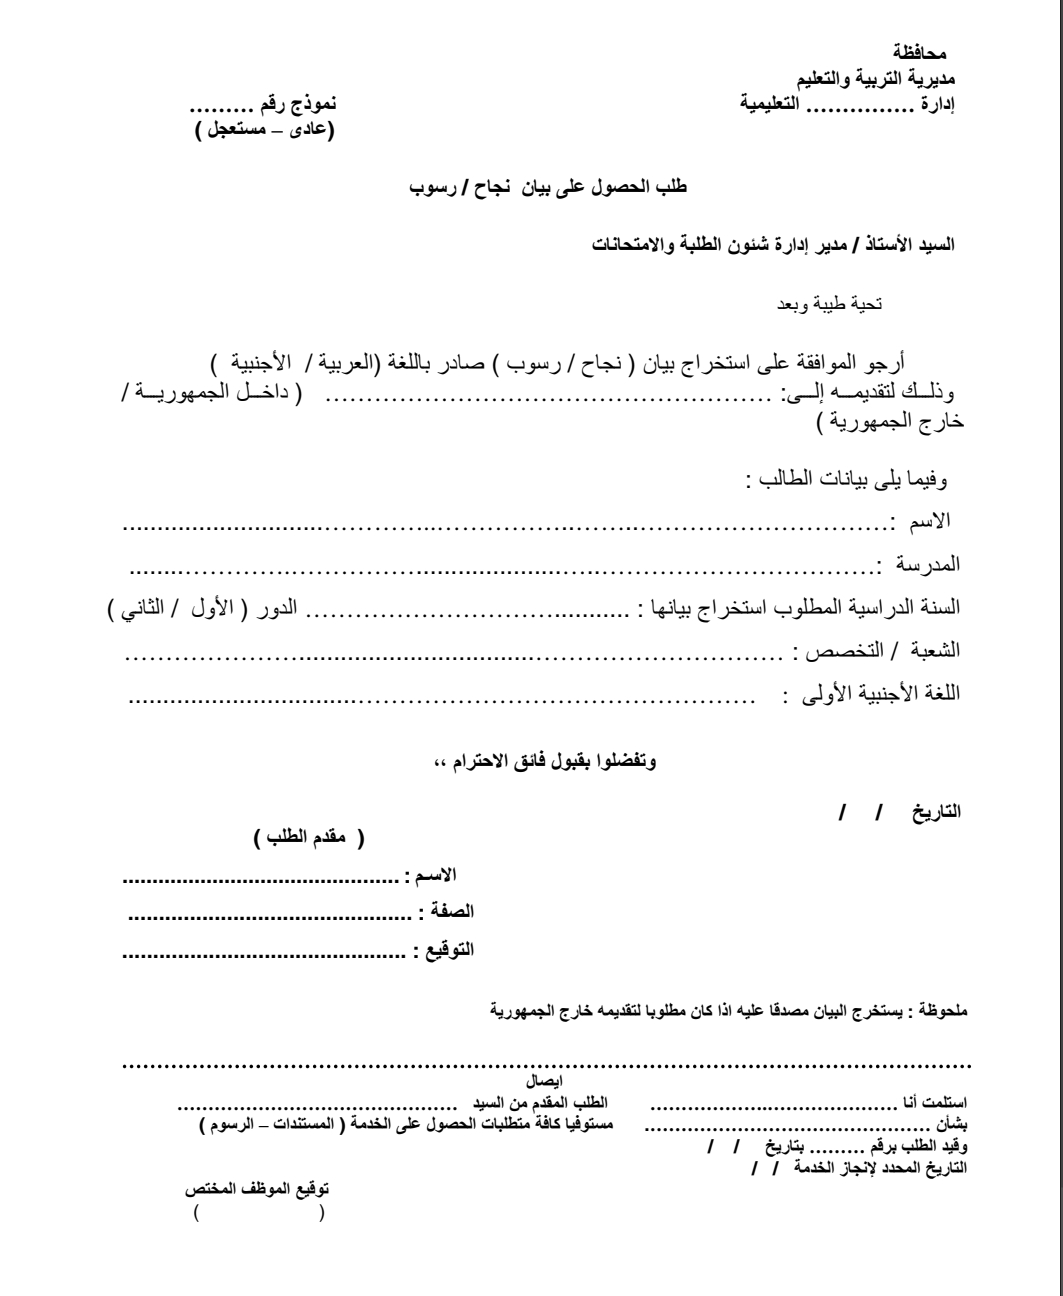 محافظة
مديرية التربية والتعليم
إدارة ............... التعليمية
نموذج رقم .........
(عادى – مستعجل )
طلب الحصول على بيان نجاح / رسوب
السيد الأستاذ / مدير إدارة شئون الطلبة والامتحانات
تحية طيبة وبعد
أرجو الموافقة على استخراج بيان ( نجاح / رسوب ) صادر باللغة (العربية / الأجنبية )
وذلـــك لتقديمـــه إلـــى: .................................................... ( داخـــل الجمهوريـــة /
خارج الجمهورية )
وفيما يلى بيانات الطالب :
الاسم :................................................................................
المدرسة :................................................................................
السنة الدراسية المطلوب استخراج بيانها : ........................................ الدور ( الأول / الثاني )
الشعبة / التخصص : ................................................................................
اللغة الأجنبية الأولى : ................................................................................
وتفضلوا بقبول فائق الاحترام ،،
التاريخ / /
( مقدم الطلب )
الاسـم : ..............................................
الصفة : ..............................................
التوقيع : ..............................................
ملحوظة : يستخرج البيان مصدقا عليه اذا كان مطلوبا لتقديمه خارج الجمهورية
................................................................................
ايصال
استلمت أنا ........................................ الطلب المقدم من السيد .............................................
بشأن .............................................. مستوفيا كافة متطلبات الحصول على الخدمة ( المستندات – الرسوم )
وقيد الطلب برقم ......... بتاريخ / /
التاريخ المحدد لإنجاز الخدمة / /
توقيع الموظف المختص
( )